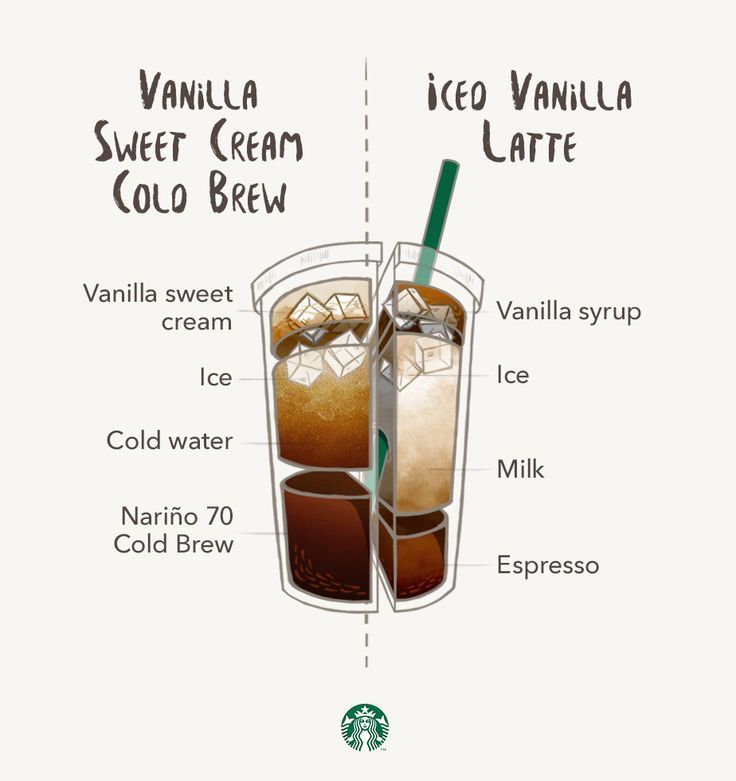 Vanilla
Sweet Cream
Cold Brew
iced Vanilla
Latte
Vanilla sweet
cream
Ice
Cold water
Nariño 70
Cold Brew
Vanilla syrup
Ice
Milk
Espresso
TM